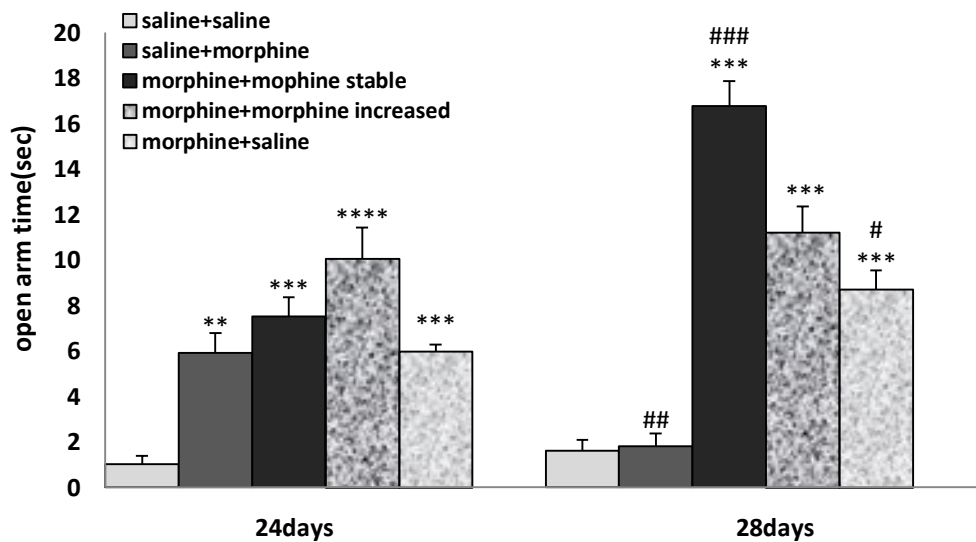 saline+saline
saline+morphine
morphine+mophine stable
morphine+morphine increased
morphine+saline
open arm time(sec)
20
18
16
14
12
10
8
6
4
2
0
**
***
****
***
##
###
***
***
#
***
24days
28days